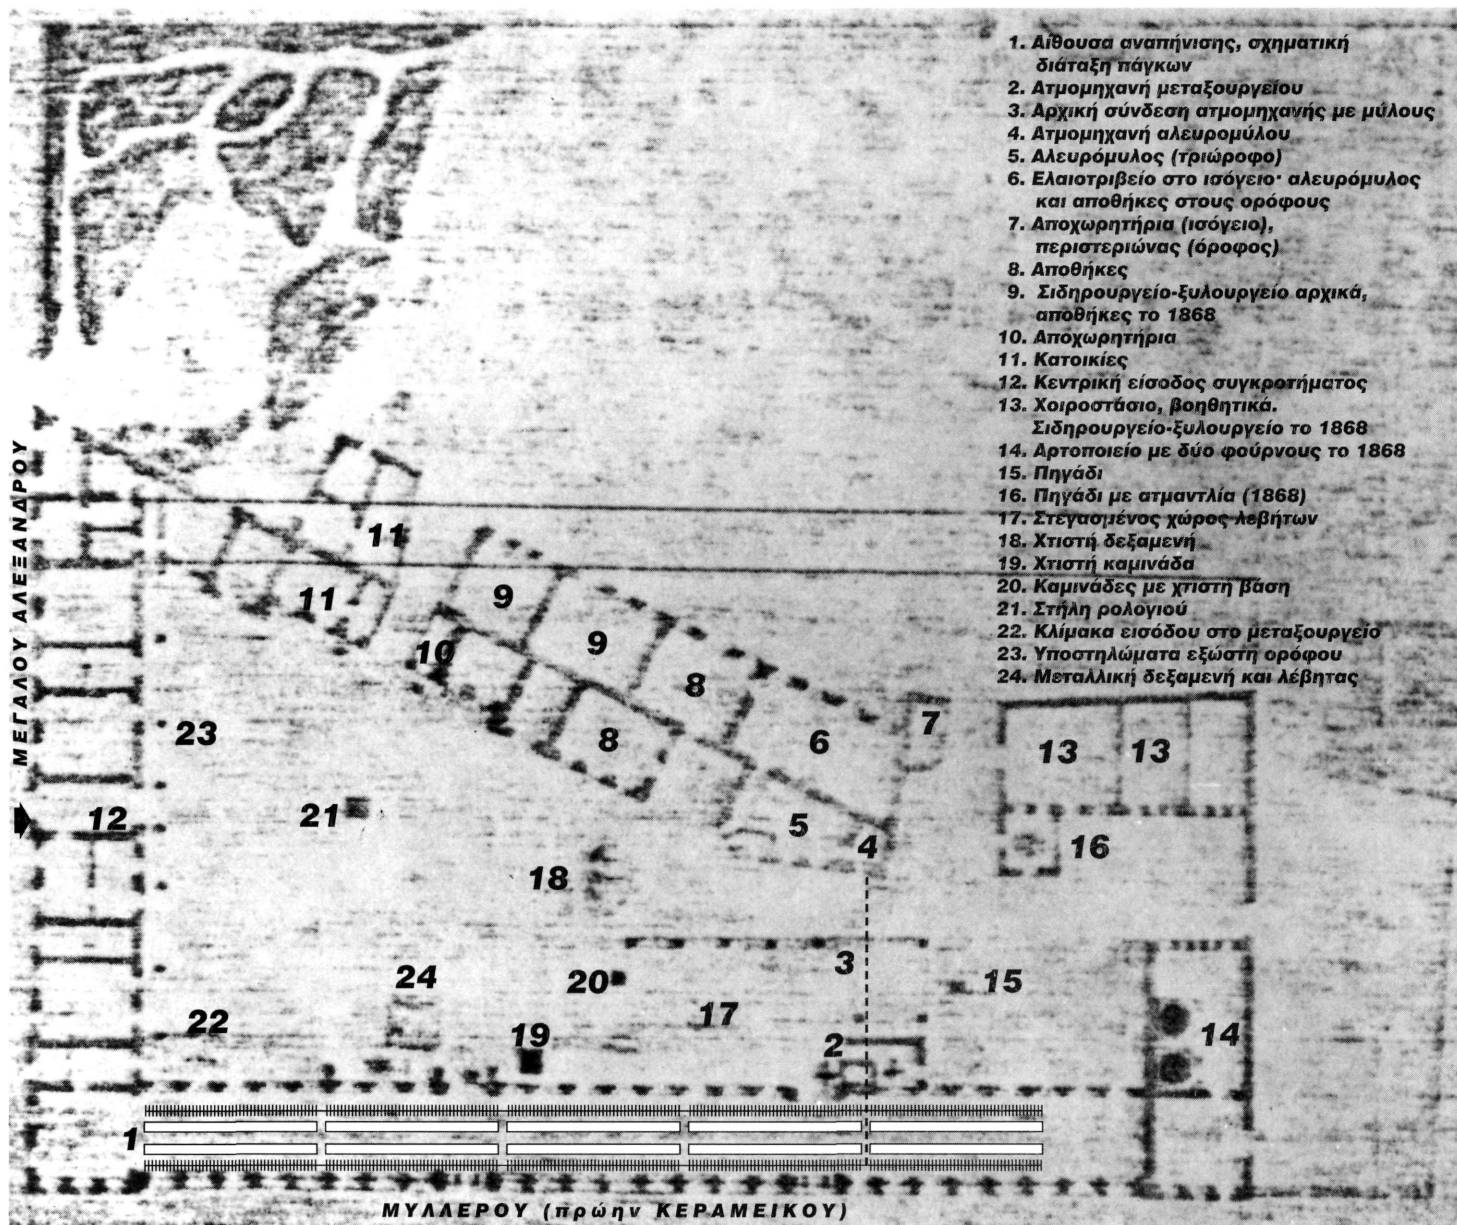 1. Αίθουσα αναπήνισης, σχηματική
διάταξη πάγκων
2. Ατμομηχανή μεταξουργείου
3. Αρχική σύνδεση ατμομηχανής με μύλους
4. Ατμομηχανή αλευρομύλου
5. Αλευρόμυλος (τριώροφο)
6. Ελαιοτριβείο στο ισόγειο· αλευρόμυλος
και αποθήκες στους ορόφους
7. Αποχωρητήρια (ισόγειο),
περιστεριώνας (όροφος)
8. Αποθήκες
9. Σιδηρουργείο-ξυλουργείο αρχικά,
αποθήκες το 1868
10. Αποχωρητήρια
11. Κατοικίες
12. Κεντρική είσοδος συγκροτήματος
13. Χοιροστάσιο, βοηθητικά.
Σιδηρουργείο-ξυλουργείο το 1868
14. Αρτοποιείο με δύο φούρνους το 1868
15. Πηγάδι
16. Πηγάδι με ατμαντλία (1868)
17. Στεγασμένος χώρος λεβήτων
18. Χτιστή δεξαμενή
19. Χτιστή καμινάδα
20. Καμινάδες με χτιστή βάση
21. Στήλη ρολογιού
22. Κλίμακα εισόδου στο μεταξουργείο
23. Υποστηλώματα εξώστη ορόφου
24. Μεταλλική δεξαμενή και λέβητας
ΜΕΓΑΛΟΥ ΑΛΕΞΑΝΔΡΟΥ
11
11
9
9
10
8
8
7
6
23
13
13
21
12
5
4
16
18
3
24
20
15
17
22
19
2
14
1
ΜΥΛΛΕΡΟΥ (πρώην ΚΕΡΑΜΕΙΚΟΥ)